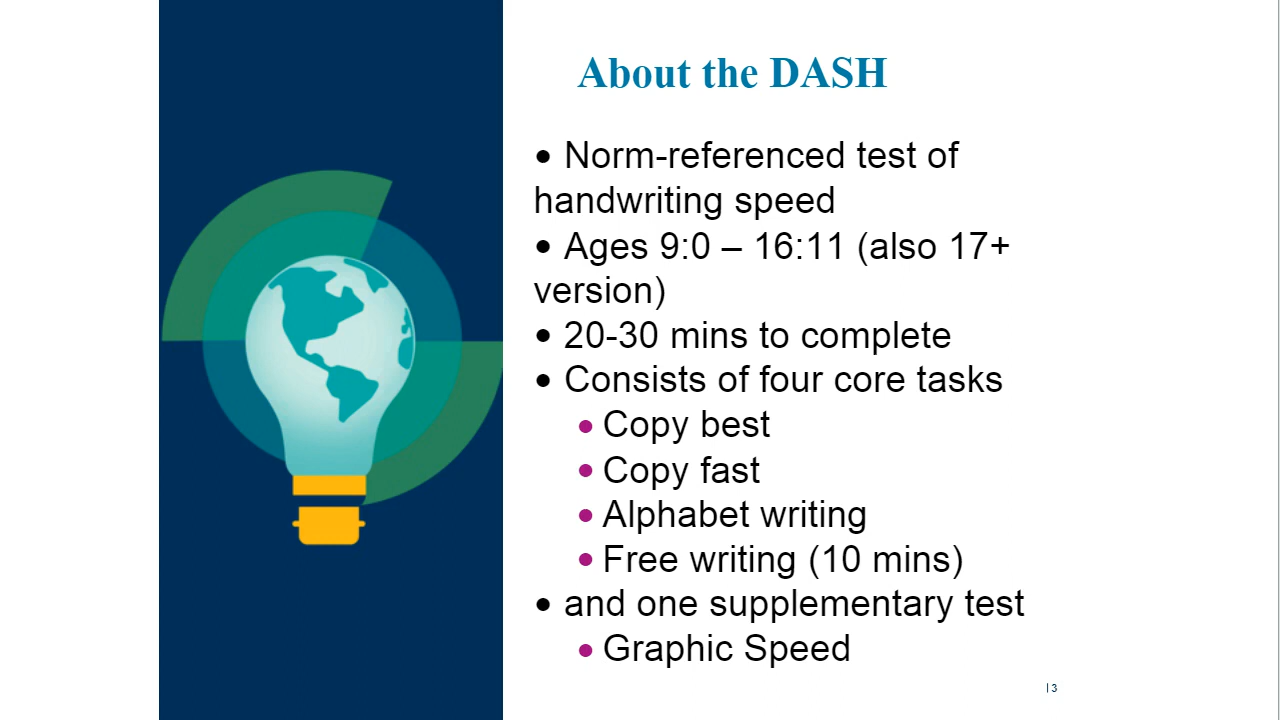 About the DASH
• Norm-referenced test of
handwriting speed
• Ages 9:0 – 16:11 (also 17+
version)
• 20-30 mins to complete
• Consists of four core tasks
• Copy best
• Copy fast
• Alphabet writing
• Free writing (10 mins)
• and one supplementary test
• Graphic Speed
| 3